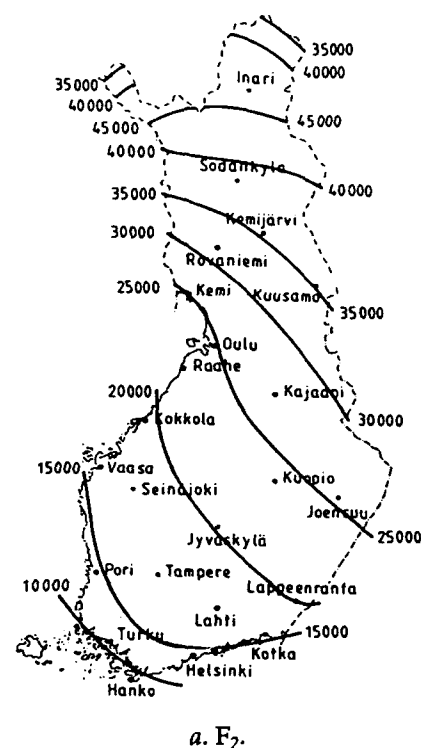 35000
40000
35000
Inari
40000
45000
45000
40000
Sodankyla
40000
35000
Kemijärvi
30000
Rovaniemi
25000
Kemi
Kuusamo
35000
Oulu
Raahe
20000
Kajaani
30000
Kokkola
15000
Vaasa
Seinajoki
Kuopio
Joensuu
Jyväskylä
25000
Pori
Tampere
10000
Lappeenranta
Lahti
Turku
15000
Kotka
Helsinki
Hanko
a. F₂.